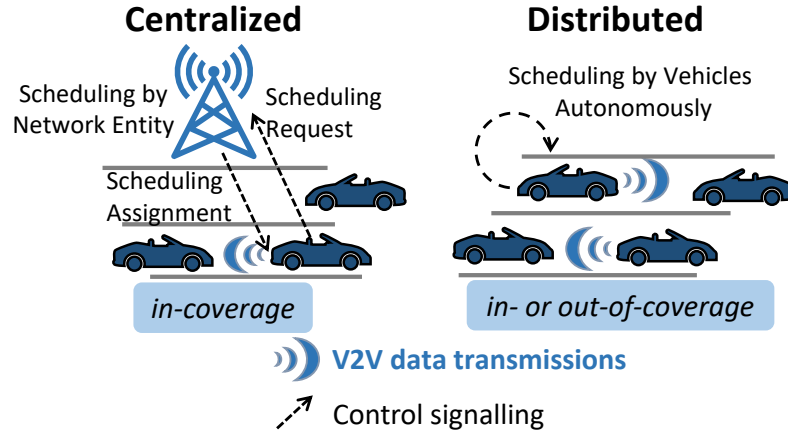 Centralized
Scheduling by
Network Entity
Scheduling
Request
Scheduling
Assignment
in-coverage
Distributed
Scheduling by Vehicles
Autonomously
in- or out-of-coverage
V2V data transmissions
Control signalling